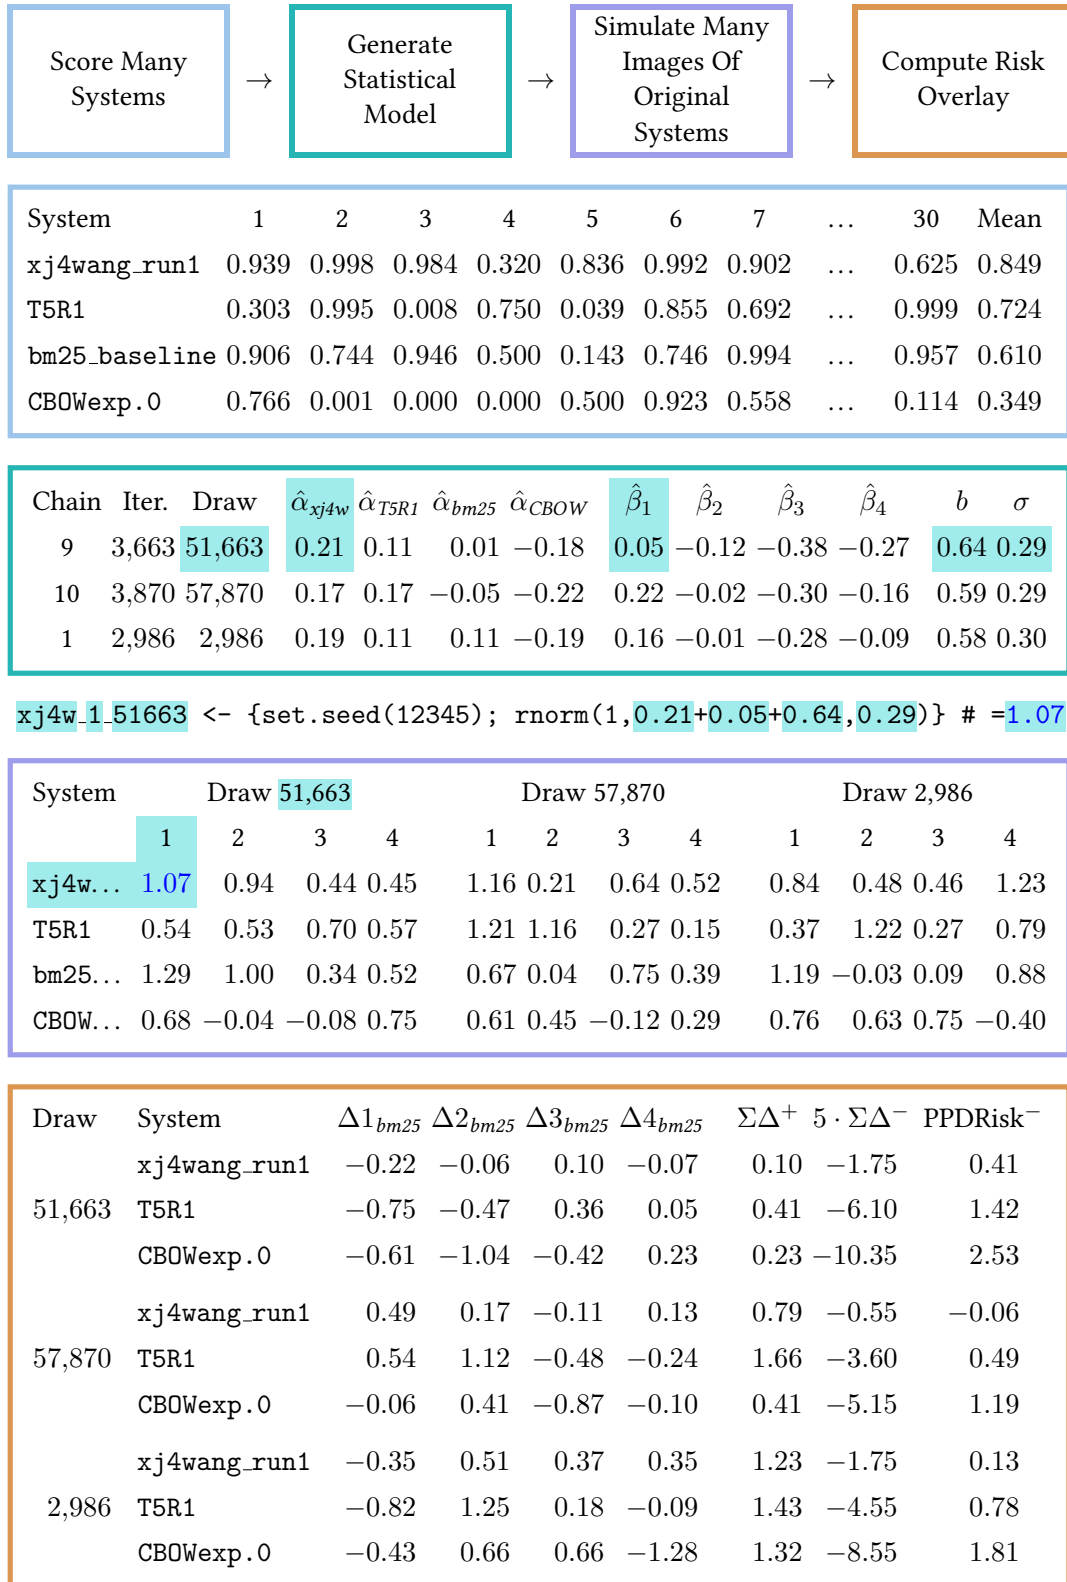 Score Many Systems → Generate Statistical Model → Simulate Many Images Of Original Systems → Compute Risk Overlay
System 1 2 3 4 5 6 7 … 30 Mean
xj4wang_run1 0.939 0.998 0.984 0.320 0.836 0.992 0.902 … 0.625 0.849
T5R1 0.303 0.995 0.008 0.750 0.039 0.855 0.692 … 0.999 0.724
bm25_baseline 0.906 0.744 0.946 0.500 0.143 0.746 0.994 … 0.957 0.610
CBOWexp.0 0.766 0.001 0.000 0.000 0.500 0.923 0.558 … 0.114 0.349
Chain Iter. Draw α̂xj4w α̂T5R1 α̂bm25 α̂CBOW β̂1 β̂2 β̂3 β̂4 b σ
9 3,663 51,663 0.21 0.11 0.01 −0.18 0.05 −0.12 −0.38 −0.27 0.64 0.29
10 3,870 57,870 0.17 0.17 −0.05 −0.22 0.22 −0.02 −0.30 −0.16 0.59 0.29
1 2,986 2,986 0.19 0.11 0.11 −0.19 0.16 −0.01 −0.28 −0.09 0.58 0.30
xj4w_1_51663 <- {set.seed(12345); rnorm(1,0.21+0.05+0.64,0.29)} # =1.07
System Draw 51,663 Draw 57,870 Draw 2,986
1 2 3 4 1 2 3 4 1 2 3 4
xj4w… 1.07 0.94 0.44 0.45 1.16 0.21 0.64 0.52 0.84 0.48 0.46 1.23
T5R1 0.54 0.53 0.70 0.57 1.21 1.16 0.27 0.15 0.37 1.22 0.27 0.79
bm25… 1.29 1.00 0.34 0.52 0.67 0.04 0.75 0.39 1.19 −0.03 0.09 0.88
CBOW… 0.68 −0.04 −0.08 0.75 0.61 0.45 −0.12 0.29 0.76 0.63 0.75 −0.40
Draw System Δ1bm25 Δ2bm25 Δ3bm25 Δ4bm25 ΣΔ⁺ 5 · ΣΔ⁻ PPDRisk⁻
xj4wang_run1 −0.22 −0.06 0.10 −0.07 0.10 −1.75 0.41
51,663 T5R1 −0.75 −0.47 0.36 0.05 0.41 −6.10 1.42
CBOWexp.0 −0.61 −1.04 −0.42 0.23 0.23 −10.35 2.53
xj4wang_run1 0.49 0.17 −0.11 0.13 0.79 −0.55 −0.06
57,870 T5R1 0.54 1.12 −0.48 −0.24 1.66 −3.60 0.49
CBOWexp.0 −0.06 0.41 −0.87 −0.10 0.41 −5.15 1.19
xj4wang_run1 −0.35 0.51 0.37 0.35 1.23 −1.75 0.13
2,986 T5R1 −0.82 1.25 0.18 −0.09 1.43 −4.55 0.78
CBOWexp.0 −0.43 0.66 0.66 −1.28 1.32 −8.55 1.81